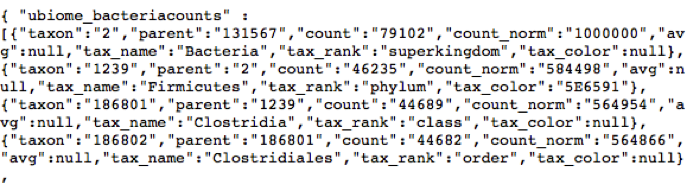 { "ubiome_bacteriacounts" :
[{"taxon":"2","parent":"131567","count":"79102","count_norm":"1000000","av
g":null,"tax_name":"Bacteria","tax_rank":"superkingdom","tax_color":null},
{"taxon":"1239","parent":"2","count":"46235","count_norm":"584498","avg":n
ull,"tax_name":"Firmicutes","tax_rank":"phylum","tax_color":"5E6591"},
{"taxon":"186801","parent":"1239","count":"44689","count_norm":"564954","a
vg":null,"tax_name":"Clostridia","tax_rank":"class","tax_color":null},
{"taxon":"186802","parent":"186801","count":"44682","count_norm":"564866",
"avg":null,"tax_name":"Clostridiales","tax_rank":"order","tax_color":null}
,